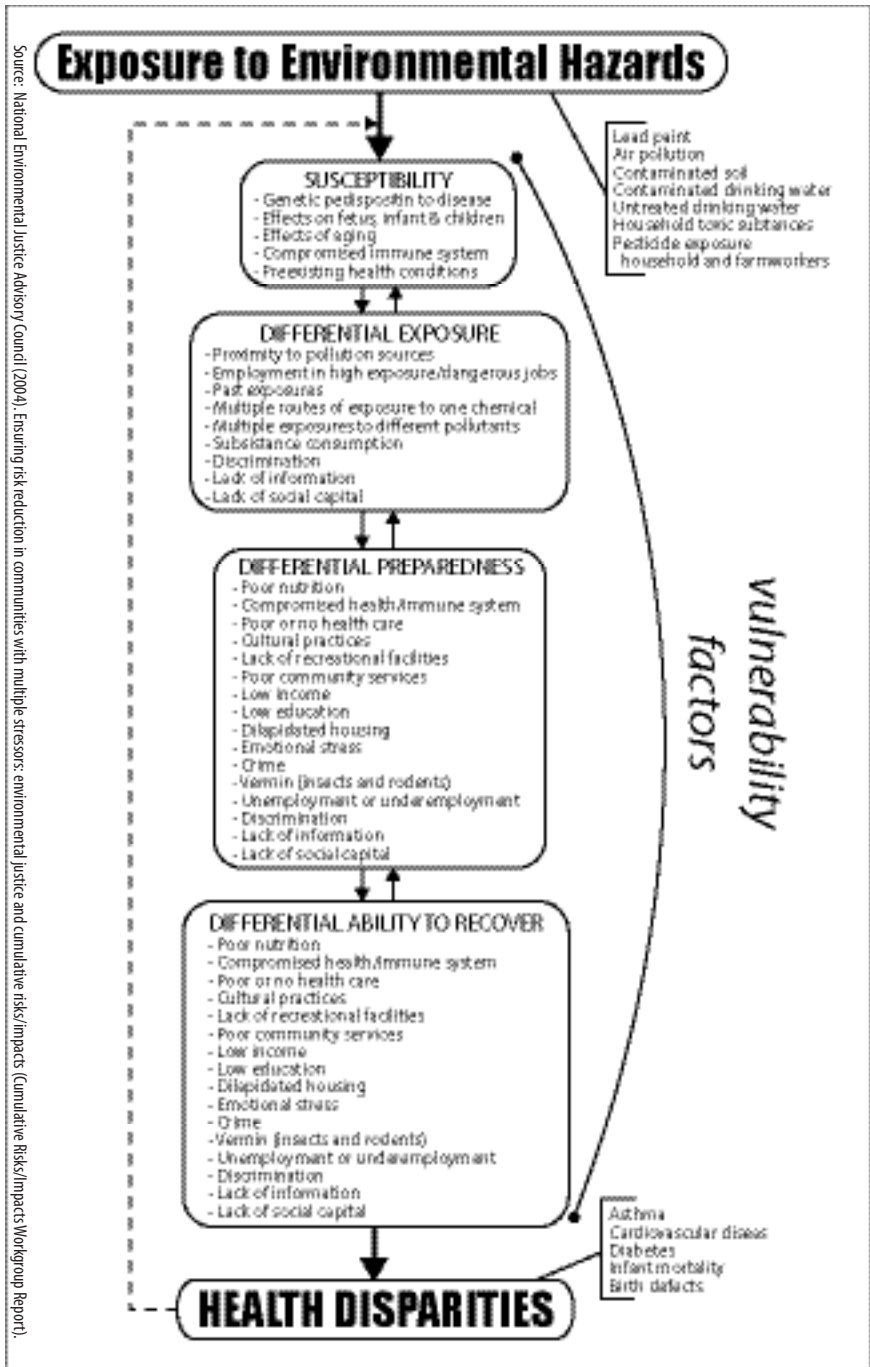 Exposure to Environmental Hazards
Lead paint
Air pollution
Contaminated soil
Contaminated drinking water
Untreated drinking water
Household toxic subtances
Pesticide exposure
household and farmworkers
SUSCEPTIBILITY
- Genetic pedispositin to disease
- Effects on fetus, infant & children
- Effects of aging
- Compromised immune system
- Preexisting health conditions
DIFFERENTIAL EXPOSURE
- Proximity to pollution sources
- Employment in high exposure/dangerous jobs
- Past exposures
- Multiple routes of exposure to one chemical
- Multiple exposures to different pollutants
- Subsistance consumption
- Discrimination
- Lack of information
- Lack of social capital
DIFFERENTIAL PREPAREDNESS
- Poor nutrition
- Compromised health/immune system
- Poor or no health care
- Cultural practices
- Lack of recreational facilities
- Poor community services
- Low income
- Low education
- Dilapidated housing
- Emotional stress
- Crime
- Vermin (insects and rodents)
- Unemployment or underemployment
- Discrimination
- Lack of information
- Lack of social capital
DIFFERENTIAL ABILITY TO RECOVER
- Poor nutrition
- Compromised health/immune system
- Poor or no health care
- Cultural practices
- Lack of recreational facilities
- Poor community services
- Low income
- Low education
- Dilapidated housing
- Emotional stress
- Crime
- Vermin (insects and rodents)
- Unemployment or underemployment
- Discrimination
- Lack of information
- Lack of social capital
vulnerability
factors
HEALTH DISPARITIES
Asthma
Cardiovascular diseas
Diabetes
Infant mortality
Birth defects
Source: National Environmental Justice Advisory Council (2004). Ensuring risk reduction in communities with multiple stressors: environmental justice and cumulative risks/impacts (Cumulative Risks/Impacts Workgroup Report).